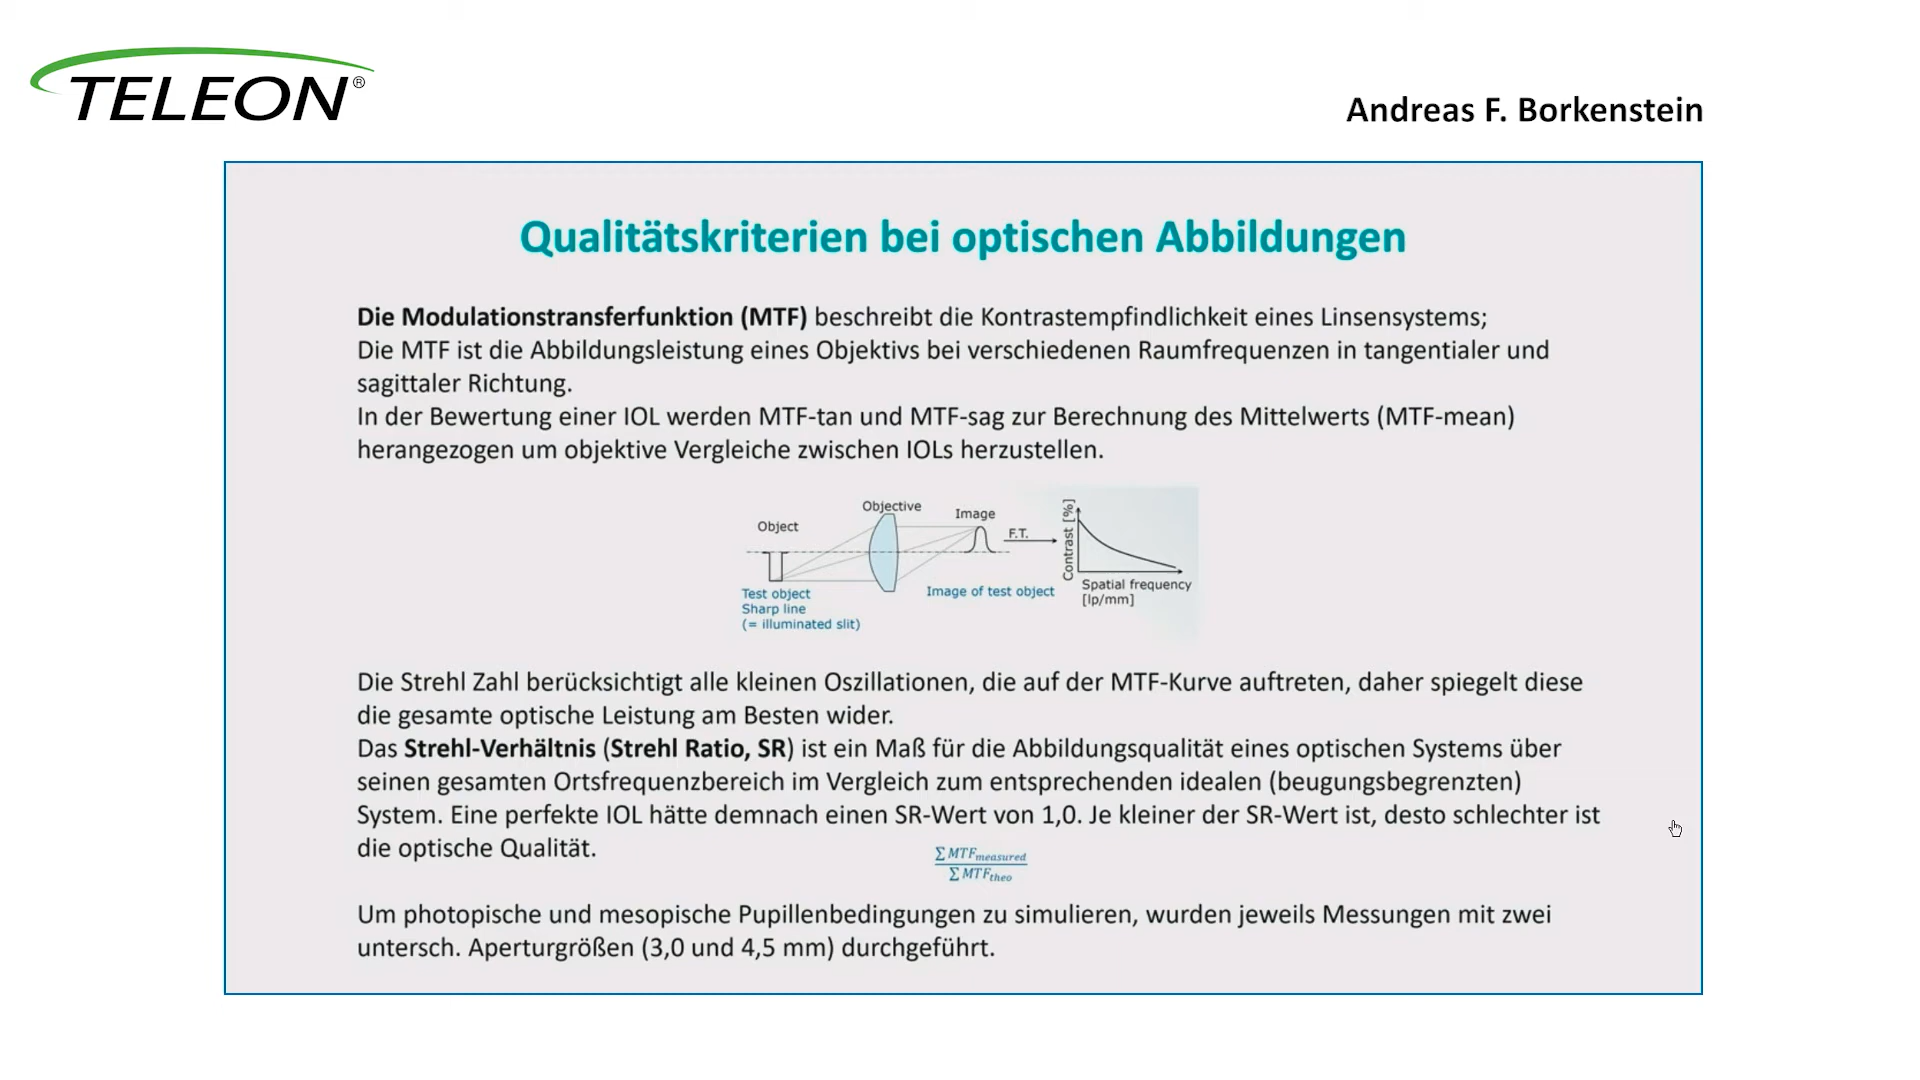 TELEON®
Andreas F. Borkenstein
Qualitätskriterien bei optischen Abbildungen
Die Modulationstransferfunktion (MTF) beschreibt die Kontrastempfindlichkeit eines Linsensystems;
Die MTF ist die Abbildungsleistung eines Objektivs bei verschiedenen Raumfrequenzen in tangentialer und
sagittaler Richtung.
In der Bewertung einer IOL werden MTF-tan und MTF-sag zur Berechnung des Mittelwerts (MTF-mean)
herangezogen um objektive Vergleiche zwischen IOLs herzustellen.
Object
Objective
Image
F.T.
Contrast [%]
Spatial frequency
[lp/mm]
Test object
Sharp line
(= illuminated slit)
Image of test object
Die Strehl Zahl berücksichtigt alle kleinen Oszillationen, die auf der MTF-Kurve auftreten, daher spiegelt diese
die gesamte optische Leistung am Besten wider.
Das Strehl-Verhältnis (Strehl Ratio, SR) ist ein Maß für die Abbildungsqualität eines optischen Systems über
seinen gesamten Ortsfrequenzbereich im Vergleich zum entsprechenden idealen (beugungsbegrenzten)
System. Eine perfekte IOL hätte demnach einen SR-Wert von 1,0. Je kleiner der SR-Wert ist, desto schlechter ist
die optische Qualität.
∑ MTFmeasured
∑ MTFtheo
Um photopische und mesopische Pupillenbedingungen zu simulieren, wurden jeweils Messungen mit zwei
untersch. Aperturgrößen (3,0 und 4,5 mm) durchgeführt.